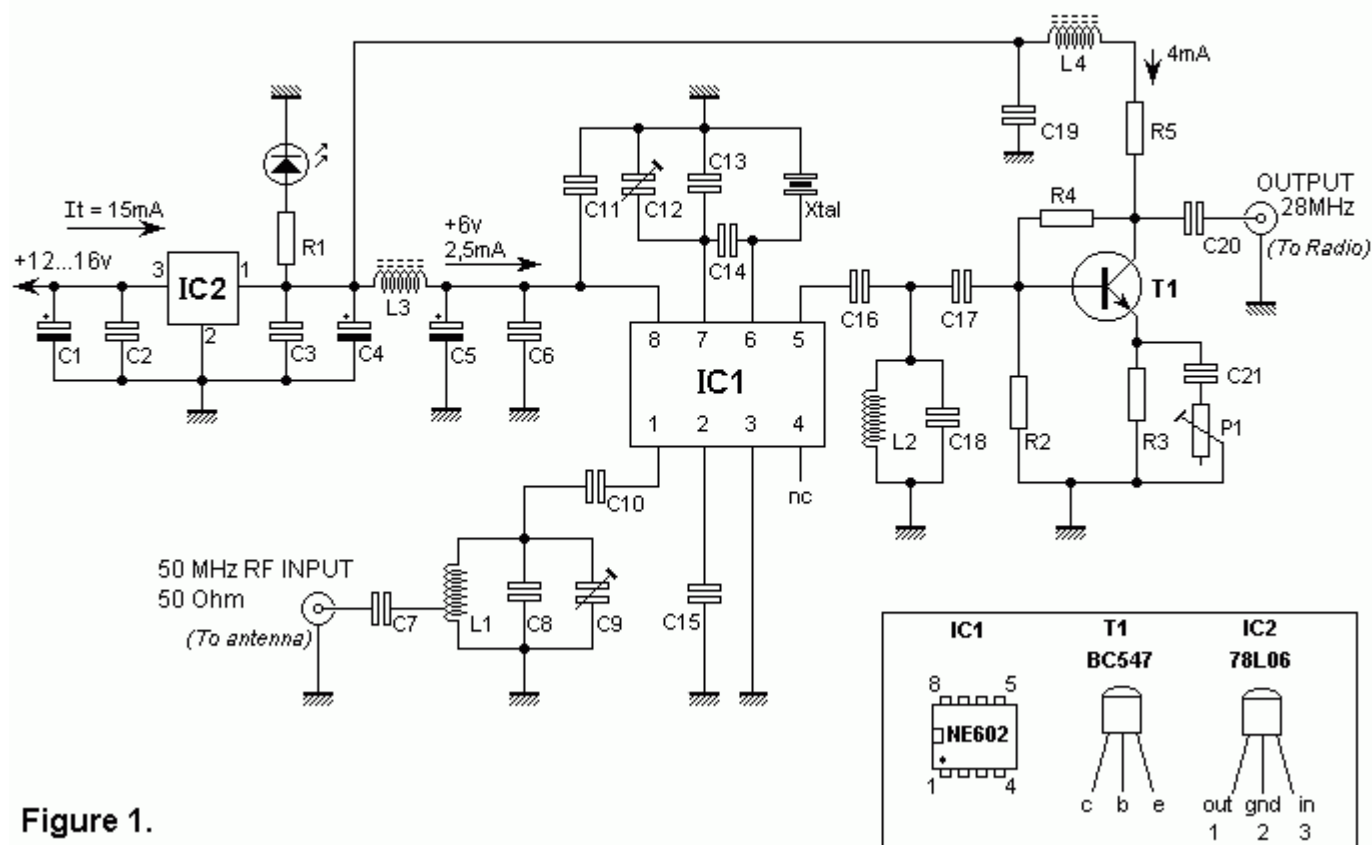 4mA
L4
C19
R5
C13
C11
C12
Xtal
R4
OUTPUT
28MHz
(To Radio)
It = 15mA
R1
+6v
2,5mA
C14
C20
+12...16v
3
IC2
1
2
L3
C16
C17
T1
C1
C2
C3
C4
C5
C6
8
7
6
5
IC1
1
2
3
4
C21
L2
C18
R2
R3
P1
nc
C10
50 MHz RF INPUT
50 Ohm
(To antenna)
C7
L1
C8
C9
C15
IC1
T1
IC2
BC547
78L06
8
5
NE602
1
4
c
b
e
out
gnd
in
1
2
3
Figure 1.